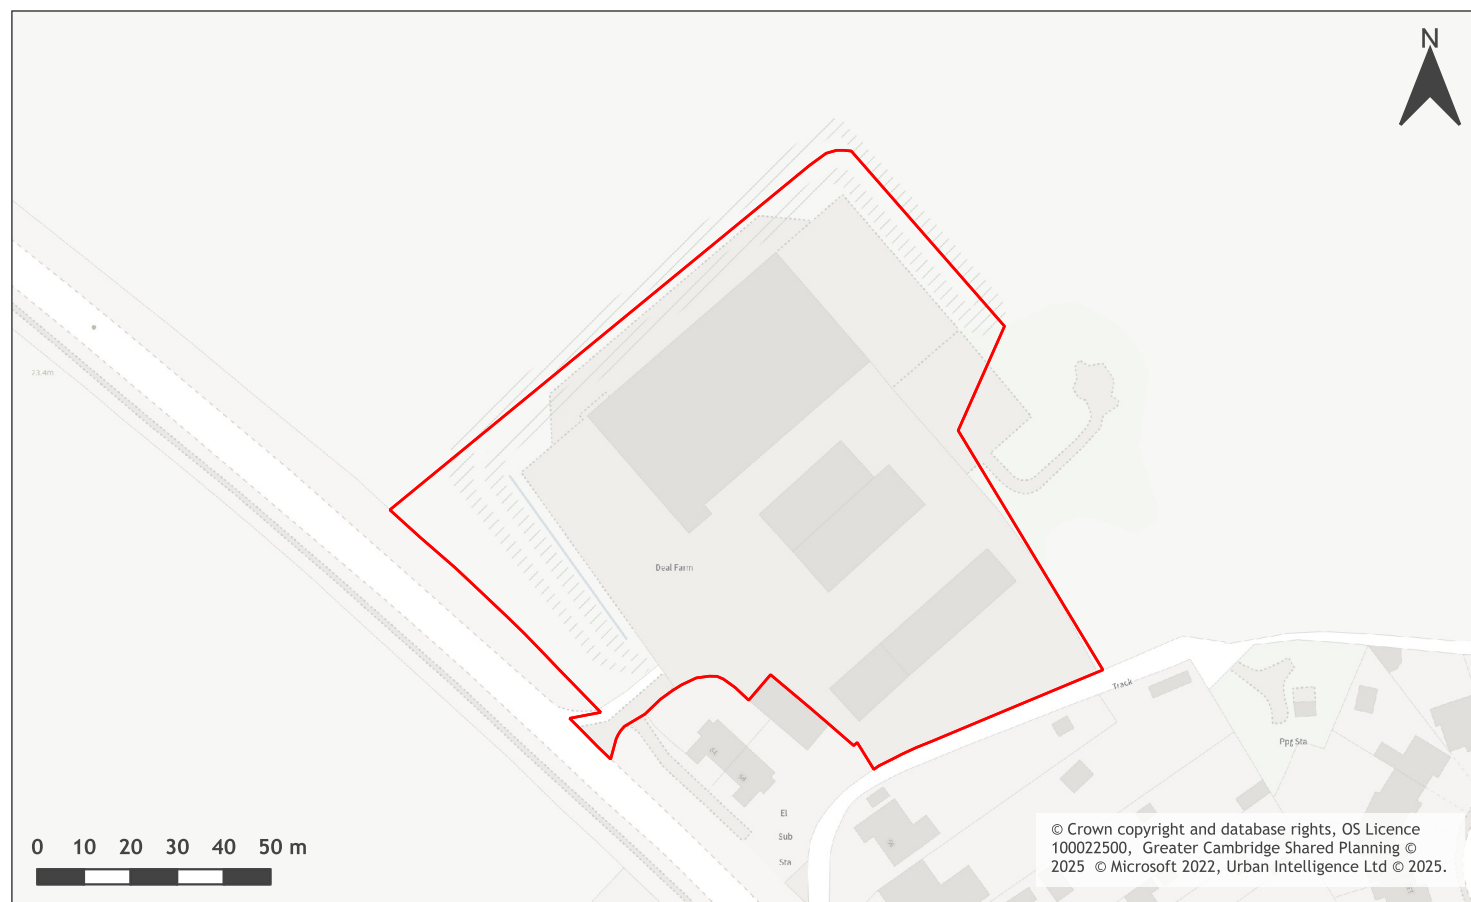 N
23.4m
Deal Farm
Track
Ppg Sta
El
Sub
Sta
0 10 20 30 40 50 m
© Crown copyright and database rights, OS Licence
100022500, Greater Cambridge Shared Planning ©
2025 © Microsoft 2022, Urban Intelligence Ltd © 2025.